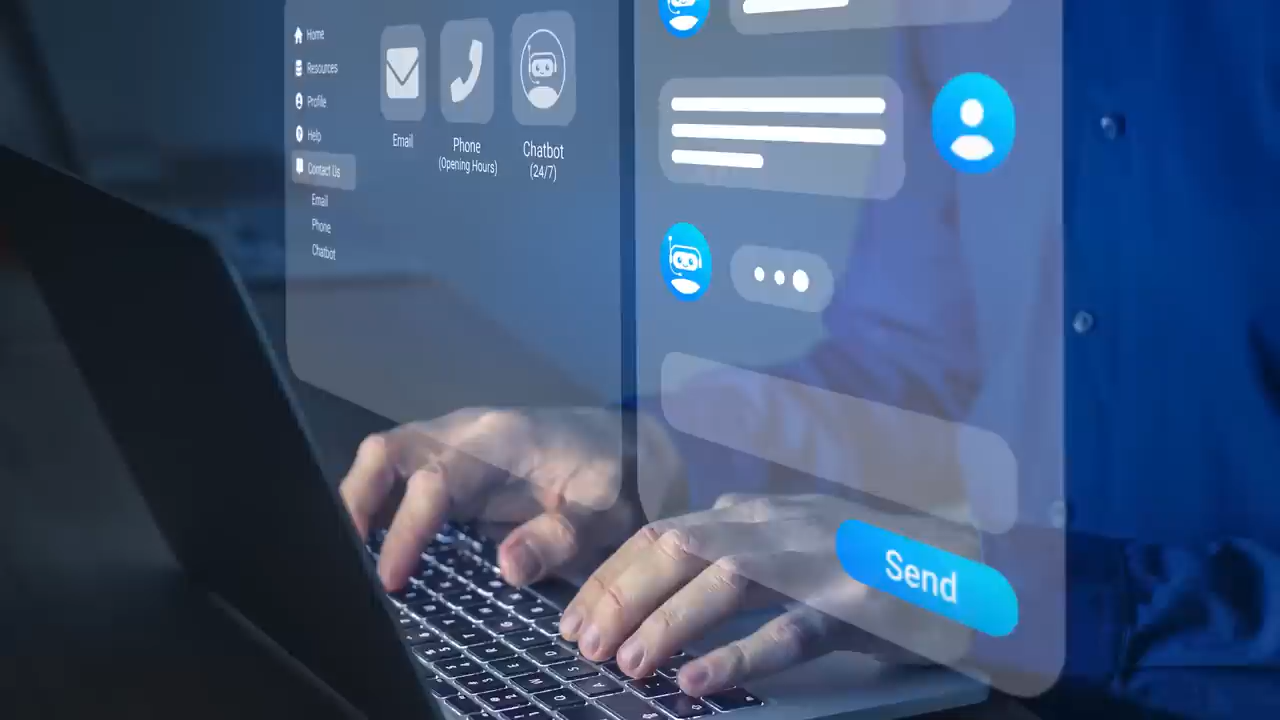 Home
Resources
Profile
Help
Contact Us
Email
Phone
Chatbot
Email
Phone
(Opening Hours)
Chatbot
(24/7)
Send